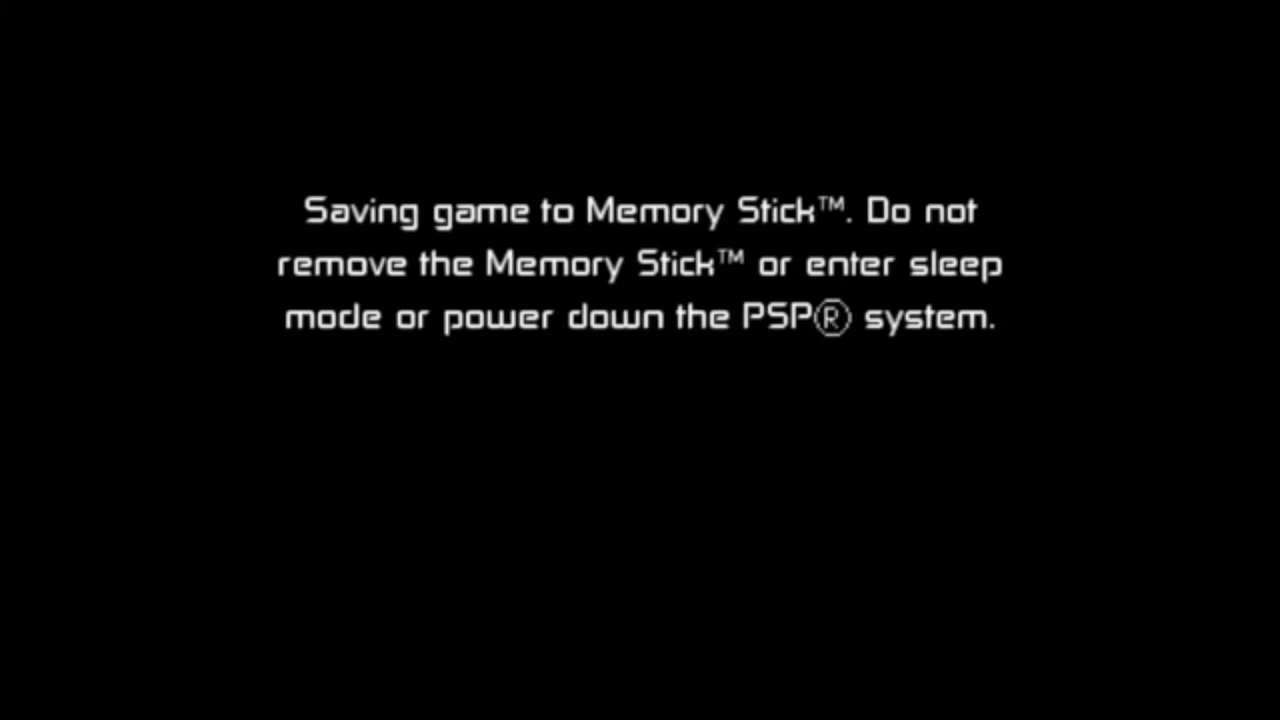 Saving game to Memory Stick™. Do not
remove the Memory Stick™ or enter sleep
mode or power down the PSP® system.